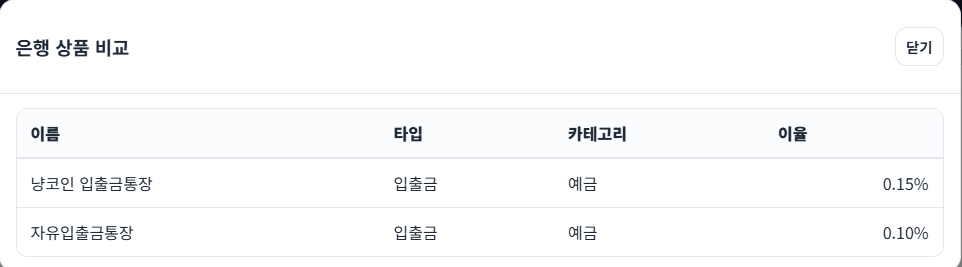 은행 상품 비교
닫기
이름 타입 카테고리 이율
냥코인 입출금통장 입출금 예금 0.15%
자유입출금통장 입출금 예금 0.10%